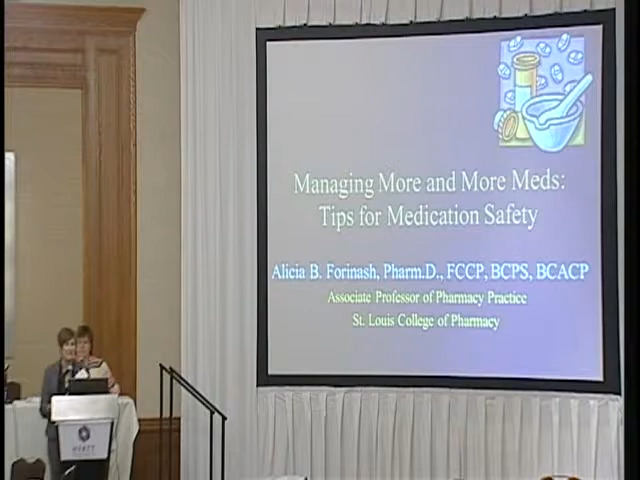 Managing More and More Meds:
Tips for Medication Safety
Alicia B. Forinash, Pharm.D., FCCP, BCPS, BCACP
Associate Professor of Pharmacy Practice
St. Louis College of Pharmacy
HYATT